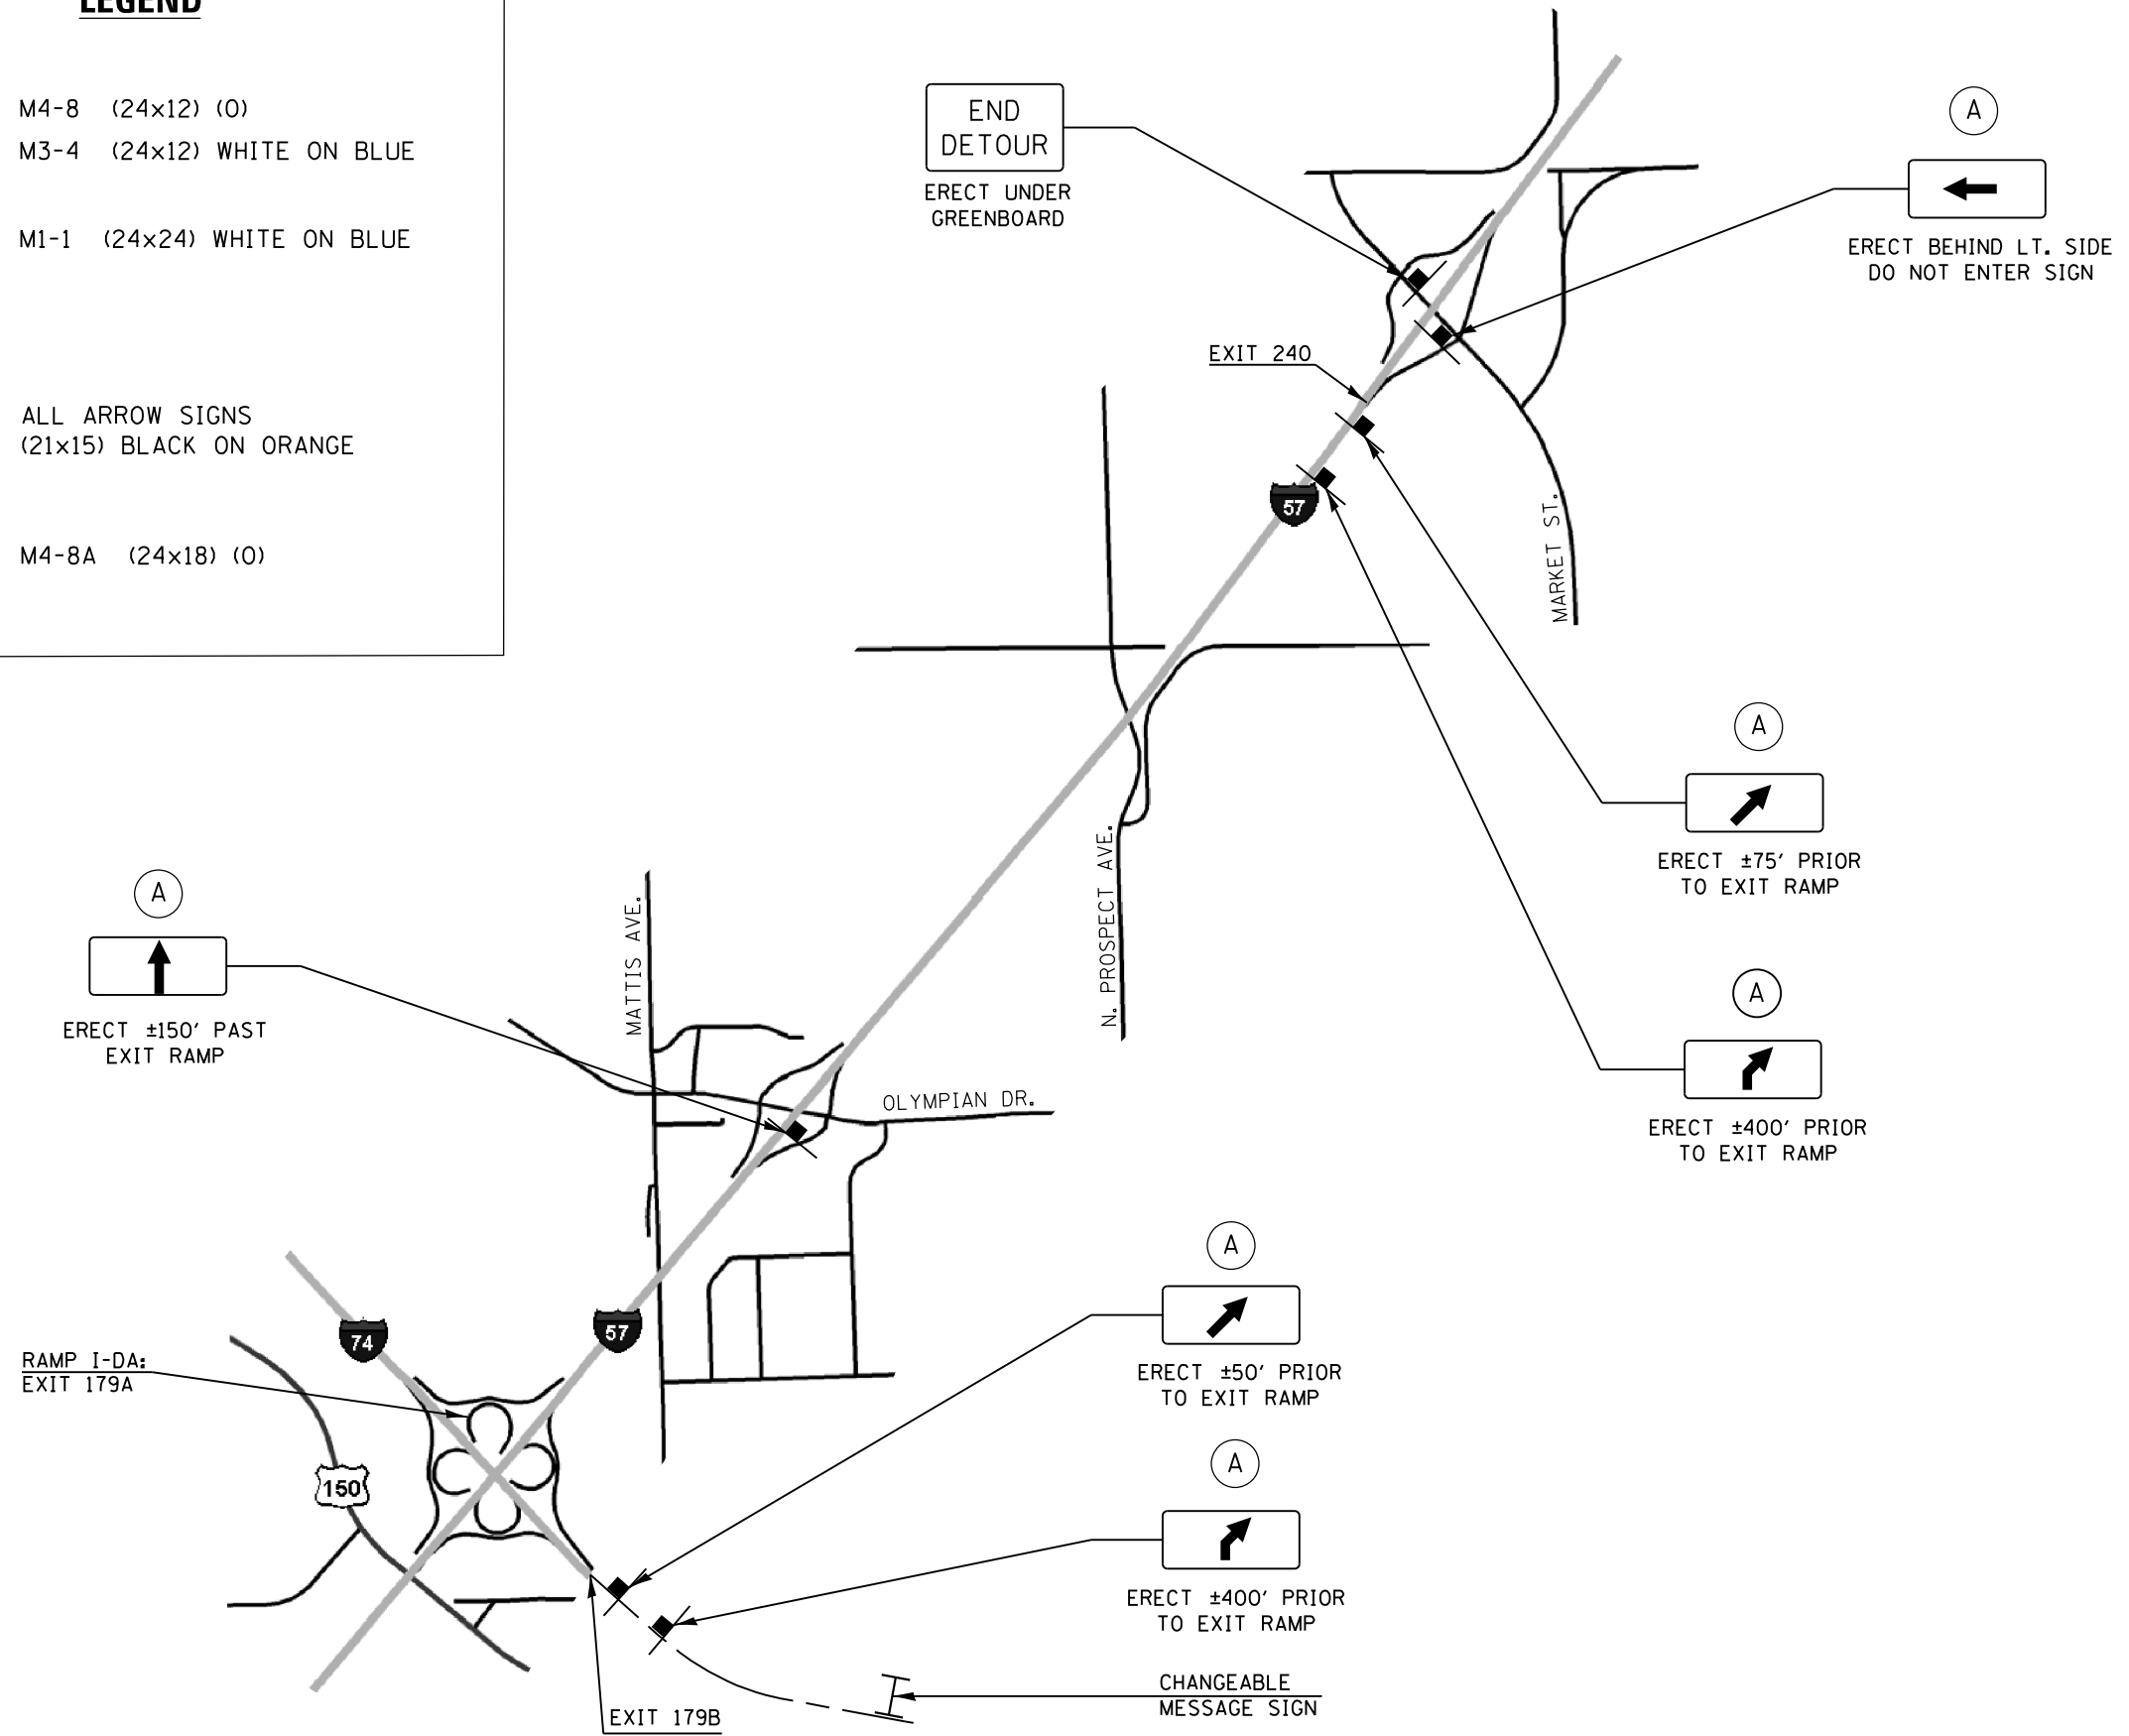 LEGEND
M4-8 (24x12) (O)
M3-4 (24x12) WHITE ON BLUE
M1-1 (24x24) WHITE ON BLUE
ALL ARROW SIGNS
(21x15) BLACK ON ORANGE
M4-8A (24x18) (O)
END
DETOUR
ERECT UNDER
GREENBOARD
A
ERECT BEHIND LT. SIDE
DO NOT ENTER SIGN
EXIT 240
57
MARKET ST.
A
ERECT ±75' PRIOR
TO EXIT RAMP
N. PROSPECT AVE.
A
ERECT ±150' PAST
EXIT RAMP
MATTIS AVE.
OLYMPIAN DR.
A
ERECT ±400' PRIOR
TO EXIT RAMP
A
ERECT ±50' PRIOR
TO EXIT RAMP
74
57
RAMP I-DA:
EXIT 179A
150
A
ERECT ±400' PRIOR
TO EXIT RAMP
CHANGEABLE
MESSAGE SIGN
EXIT 179B